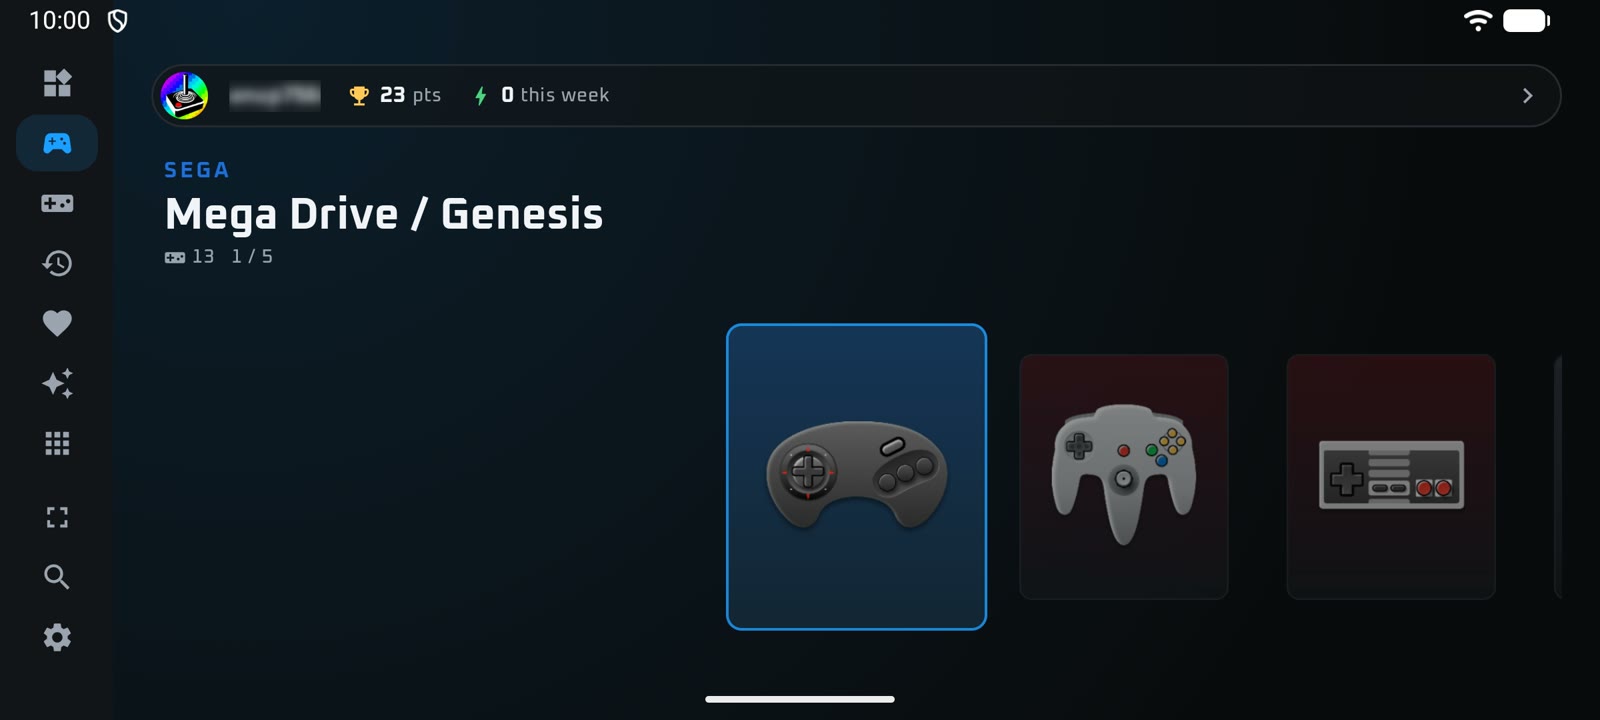 10:00
23 pts 0 this week
SEGA
Mega Drive / Genesis
13 1 / 5